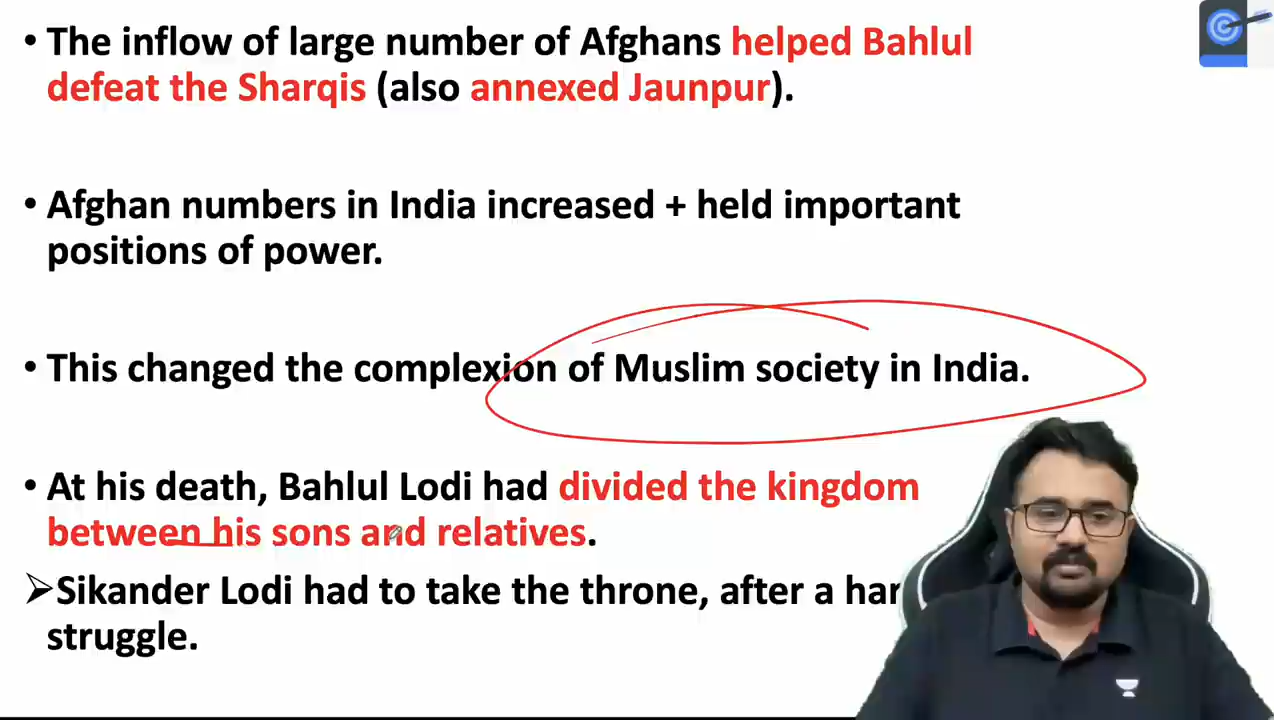 • The inflow of large number of Afghans helped Bahlul
defeat the Sharqis (also annexed Jaunpur).
• Afghan numbers in India increased + held important
positions of power.
• This changed the complexion of Muslim society in India.
• At his death, Bahlul Lodi had divided the kingdom
between his sons and relatives.
➢Sikander Lodi had to take the throne, after a
struggle.